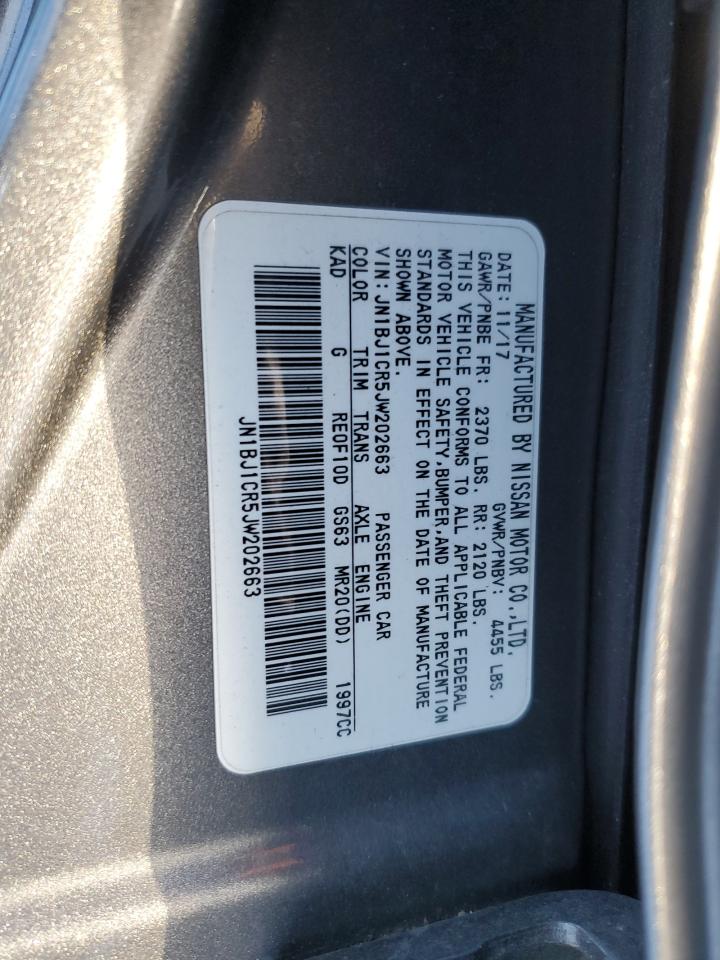 MANUFACTURED BY NISSAN MOTOR CO.,LTD.
DATE: 11/17 GVWR/PNBV: 4455 LBS.
GAWR/PNBE FR: 2370 LBS. RR: 2120 LBS.
THIS VEHICLE CONFORMS TO ALL APPLICABLE FEDERAL
MOTOR VEHICLE SAFETY,BUMPER,AND THEFT PREVENTION
STANDARDS IN EFFECT ON THE DATE OF MANUFACTURE
SHOWN ABOVE.
VIN: JN1BJ1CR5JW202663 PASSENGER CAR
COLOR TRIM TRANS AXLE ENGINE
KAD G RE0F10D GS63 MR20(DD) 1997CC
JN1BJ1CR5JW202663